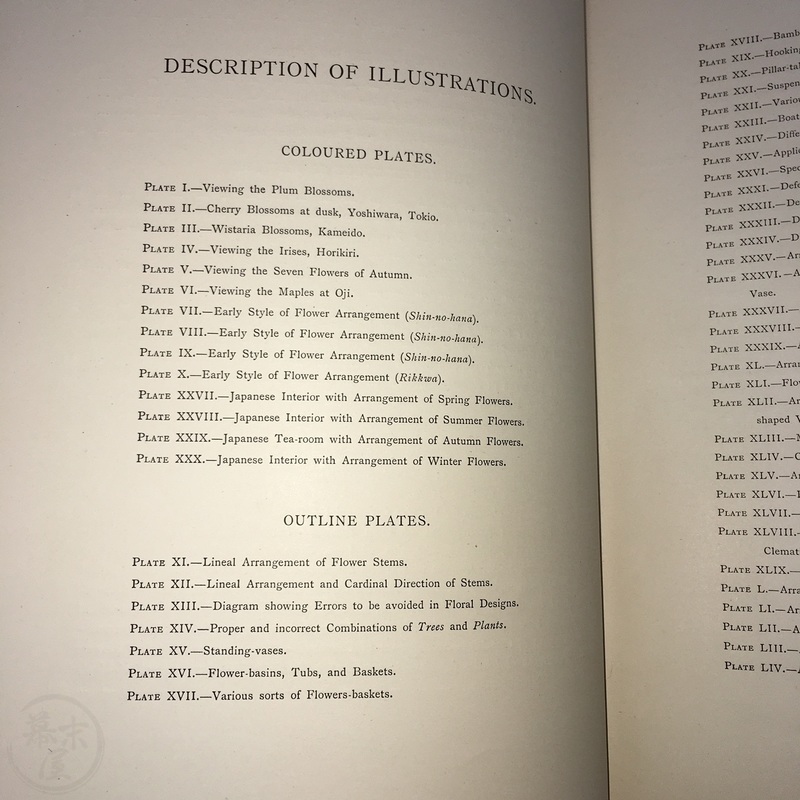 DESCRIPTION OF ILLUSTRATIONS.
COLOURED PLATES.
PLATE I.—Viewing the Plum Blossoms.
PLATE II.—Cherry Blossoms at dusk, Yoshiwara, Tokio.
PLATE III.—Wistaria Blossoms, Kameido.
PLATE IV.—Viewing the Irises, Horikiri.
PLATE V.—Viewing the Seven Flowers of Autumn.
PLATE VI.—Viewing the Maples at Oji.
PLATE VII.—Early Style of Flower Arrangement (Shin-no-hana).
PLATE VIII.—Early Style of Flower Arrangement (Shin-no-hana).
PLATE IX.—Early Style of Flower Arrangement (Shin-no-hana).
PLATE X.—Early Style of Flower Arrangement (Rikkwa).
PLATE XXVII.—Japanese Interior with Arrangement of Spring Flowers.
PLATE XXVIII.—Japanese Interior with Arrangement of Summer Flowers.
PLATE XXIX.—Japanese Tea-room with Arrangement of Autumn Flowers.
PLATE XXX.—Japanese Interior with Arrangement of Winter Flowers.
OUTLINE PLATES.
PLATE XI.—Lineal Arrangement of Flower Stems.
PLATE XII.—Lineal Arrangement and Cardinal Direction of Stems.
PLATE XIII.—Diagram showing Errors to be avoided in Floral Designs.
PLATE XIV.—Proper and incorrect Combinations of Trees and Plants.
PLATE XV.—Standing-vases.
PLATE XVI.—Flower-basins, Tubs, and Baskets.
PLATE XVII.—Various sorts of Flowers-baskets.
幕末屋
PLATE XVIII.—Bamb
PLATE XIX.—Hooking
PLATE XX.—Pillar-ta
PLATE XXI.—Suspen
PLATE XXII.—Variou
PLATE XXIII.—Boat
PLATE XXIV.—Diffe
PLATE XXV.—Applie
PLATE XXVI.—Spec
PLATE XXXI.—Defe
PLATE XXXII.—De
PLATE XXXIII.—D
PLATE XXXIV.—D
PLATE XXXV.—Arr
PLATE XXXVI.—A
Vase.
PLATE XXXVII.—
PLATE XXXVIII.—
PLATE XXXIX.—A
PLATE XL.—Arran
PLATE XLI.—Flow
PLATE XLII.—Ar
shaped V
PLATE XLIII.—
PLATE XLIV.—C
PLATE XLV.—A
PLATE XLVI.—
PLATE XLVII.—
PLATE XLVIII.—
Clemat
PLATE XLIX.—
PLATE L.—Arra
PLATE LI.—Ar
PLATE LII.—A
PLATE LIII.—
PLATE LIV.—